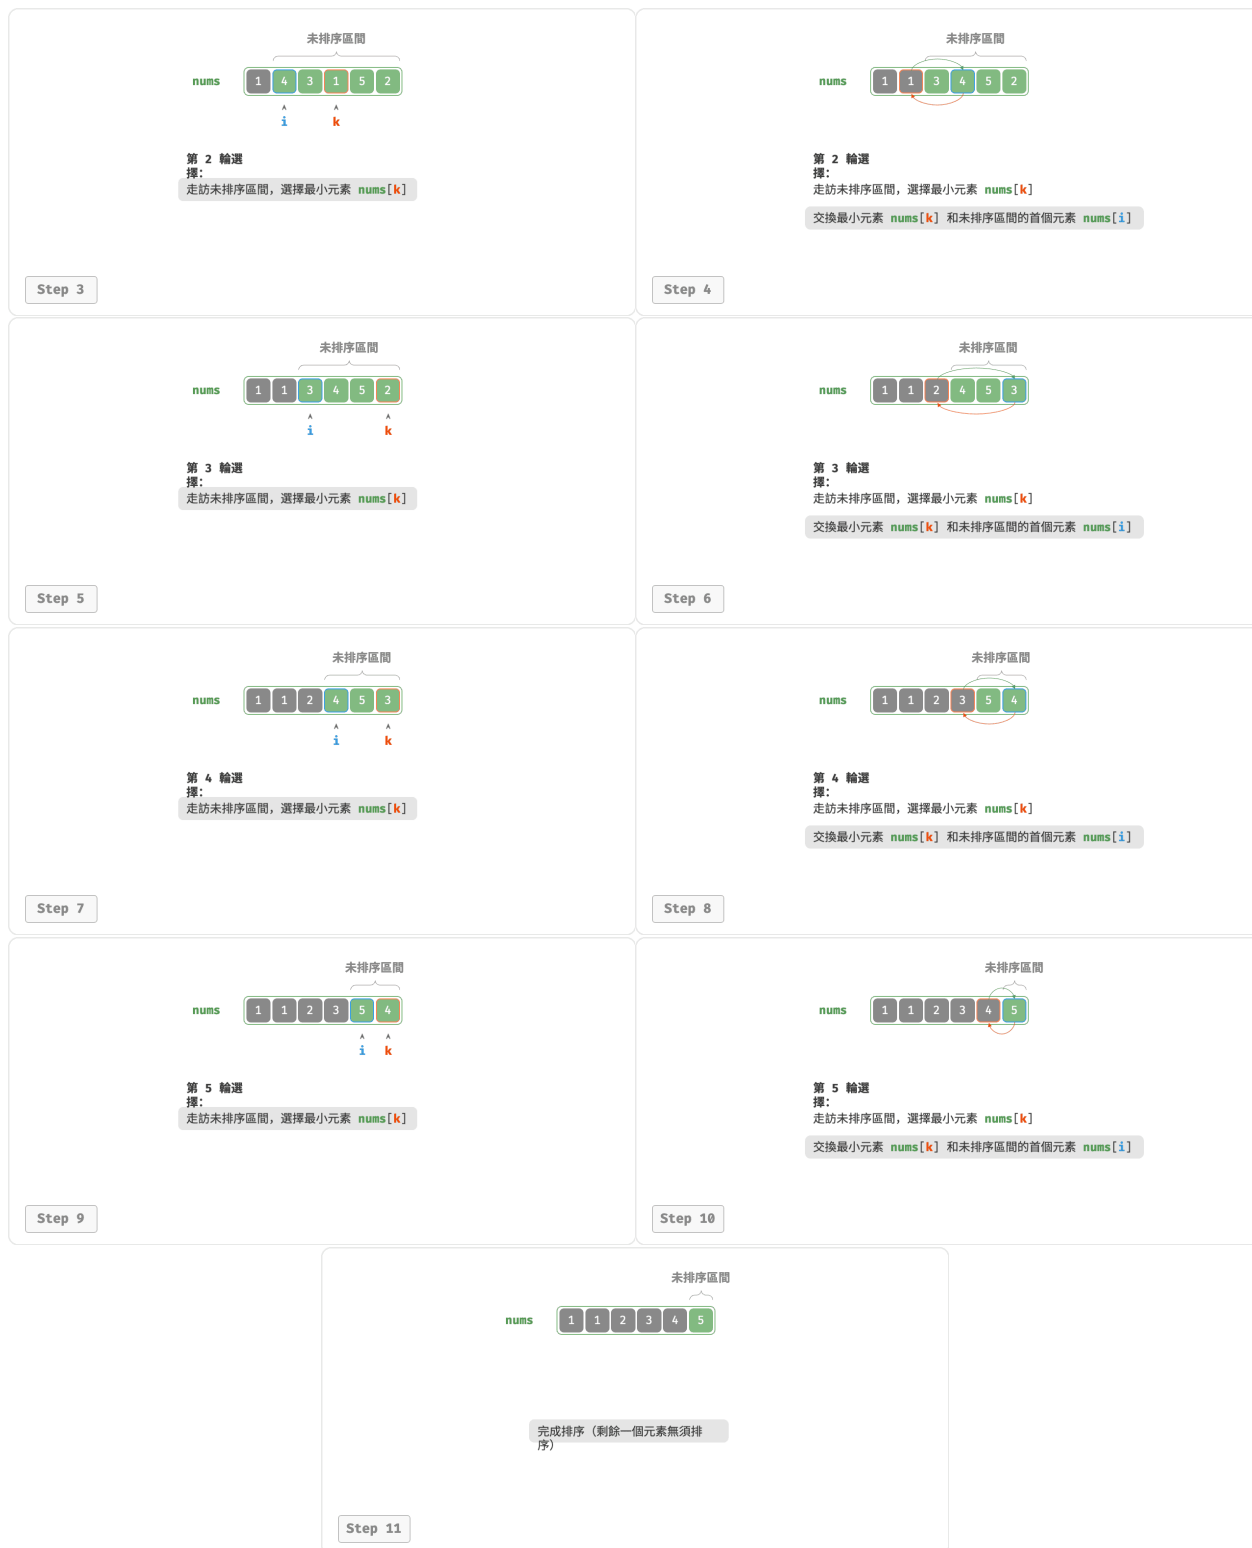 未排序區間
nums 1 4 3 1 5 2
i k
第 2 輪選
擇：
走訪未排序區間，選擇最小元素 nums[k]
Step 3
未排序區間
nums 1 1 3 4 5 2
第 2 輪選
擇：
走訪未排序區間，選擇最小元素 nums[k]
交換最小元素 nums[k] 和未排序區間的首個元素 nums[i]
Step 4
未排序區間
nums 1 1 3 4 5 2
i k
第 3 輪選
擇：
走訪未排序區間，選擇最小元素 nums[k]
Step 5
未排序區間
nums 1 1 2 4 5 3
第 3 輪選
擇：
走訪未排序區間，選擇最小元素 nums[k]
交換最小元素 nums[k] 和未排序區間的首個元素 nums[i]
Step 6
未排序區間
nums 1 1 2 4 5 3
i k
第 4 輪選
擇：
走訪未排序區間，選擇最小元素 nums[k]
Step 7
未排序區間
nums 1 1 2 3 5 4
第 4 輪選
擇：
走訪未排序區間，選擇最小元素 nums[k]
交換最小元素 nums[k] 和未排序區間的首個元素 nums[i]
Step 8
未排序區間
nums 1 1 2 3 5 4
i k
第 5 輪選
擇：
走訪未排序區間，選擇最小元素 nums[k]
Step 9
未排序區間
nums 1 1 2 3 4 5
第 5 輪選
擇：
走訪未排序區間，選擇最小元素 nums[k]
交換最小元素 nums[k] 和未排序區間的首個元素 nums[i]
Step 10
未排序區間
nums 1 1 2 3 4 5
完成排序（剩餘一個元素無須排
序）
Step 11